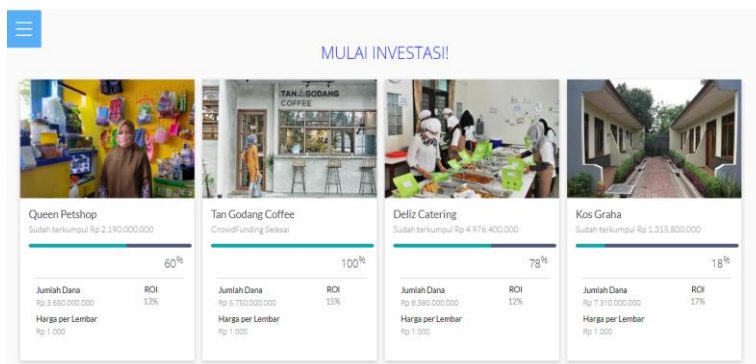 MULAI INVESTASI!
TAN GODANG
COFFEE
Queen Petshop
Sudah terkumpul Rp 2.190.000.000
60%
Jumlah Dana ROI
Rp 3.650.000.000 13%
Harga per Lembar
Rp 1.000
Tan Godang Coffee
CrowdFunding Selesai
100%
Jumlah Dana ROI
Rp 5.750.000.000 15%
Harga per Lembar
Rp 1.000
Deliz Catering
Sudah terkumpul Rp 4.976.400.000
78%
Jumlah Dana ROI
Rp 6.380.000.000 12%
Harga per Lembar
Rp 1.000
Kos Graha
Sudah terkumpul Rp 1.315.800.000
18%
Jumlah Dana ROI
Rp 7.310.000.000 17%
Harga per Lembar
Rp 1.000